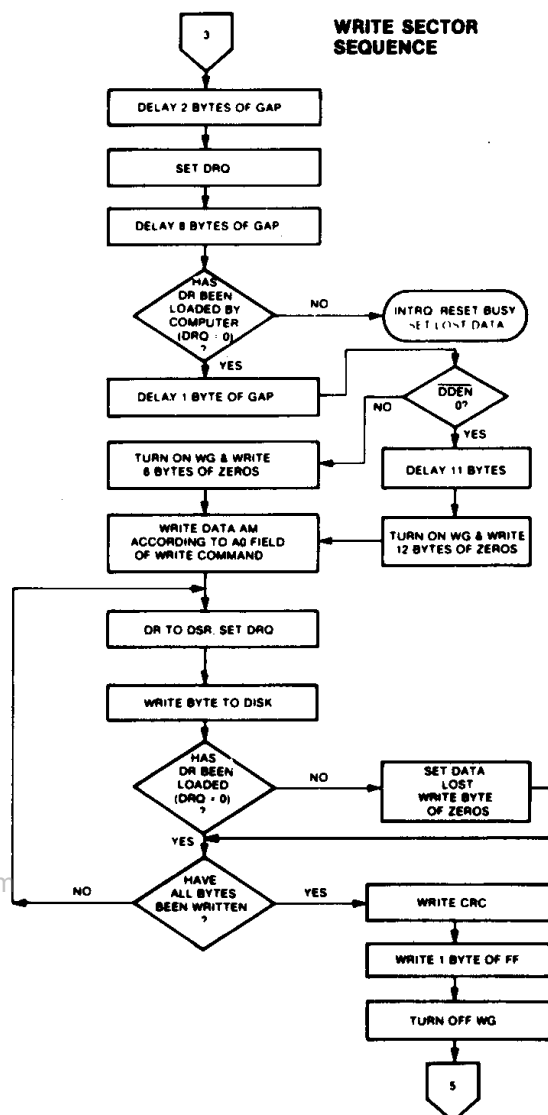 WRITE SECTOR
SEQUENCE
3
DELAY 2 BYTES OF GAP
SET DRQ
DELAY 8 BYTES OF GAP
HAS
DR BEEN
LOADED BY
COMPUTER
(DRQ = 0)
?
NO
INTRQ RESET BUSY
SET LOST DATA
YES
DELAY 1 BYTE OF GAP
DDEN
0?
NO
YES
TURN ON WG & WRITE
6 BYTES OF ZEROS
DELAY 11 BYTES
WRITE DATA AM
ACCORDING TO A0 FIELD
OF WRITE COMMAND
TURN ON WG & WRITE
12 BYTES OF ZEROS
DR TO DSR, SET DRQ
WRITE BYTE TO DISK
HAS
DR BEEN
LOADED
(DRQ = 0)
?
NO
SET DATA
LOST
WRITE BYTE
OF ZEROS
YES
HAVE
ALL BYTES
BEEN WRITTEN
?
NO
YES
WRITE CRC
WRITE 1 BYTE OF FF
TURN OFF WG
5